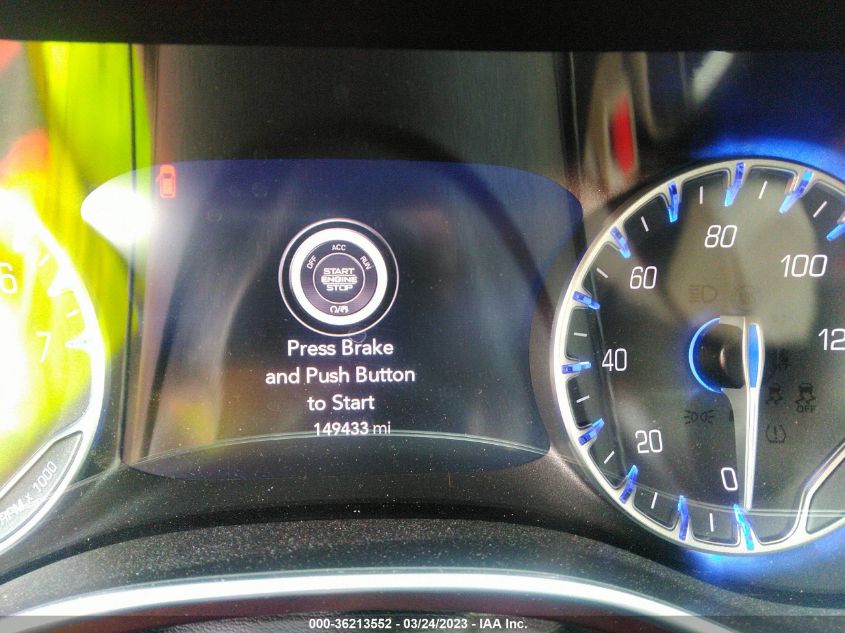 ACC
OFF
RUN
START
ENGINE
STOP
Press Brake
and Push Button
to Start
149433 mi
6
7
RPM x 1000
0
20
40
60
80
100
12
OFF
000-36213552 - 03/24/2023 - IAA Inc.